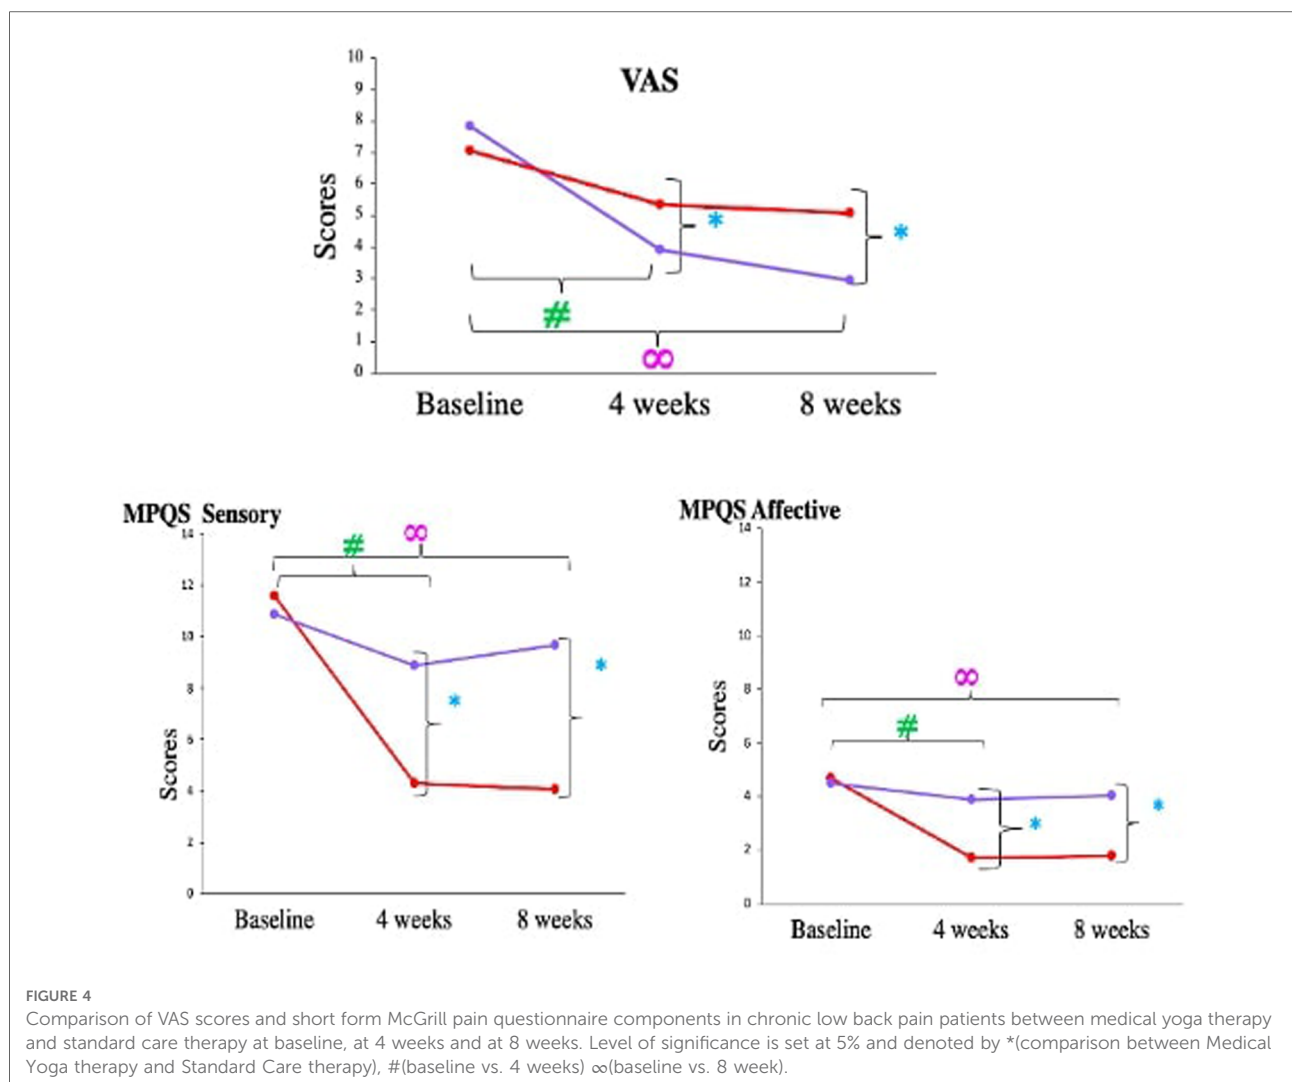 VAS
10
9
8
7
6
5
4
3
2
1
0
Scores
*
*
#
∞
Baseline 4 weeks 8 weeks
MPQS Sensory
14
12
10
8
6
4
2
0
Scores
# ∞
*
*
Baseline 4 weeks 8 weeks
MPQS Affective
14
12
10
8
6
4
2
0
Scores
∞
#
*
*
Baseline 4 weeks 8 weeks
FIGURE 4
Comparison of VAS scores and short form McGrill pain questionnaire components in chronic low back pain patients between medical yoga therapy
and standard care therapy at baseline, at 4 weeks and at 8 weeks. Level of significance is set at 5% and denoted by *(comparison between Medical
Yoga therapy and Standard Care therapy), #(baseline vs. 4 weeks) ∞(baseline vs. 8 week).